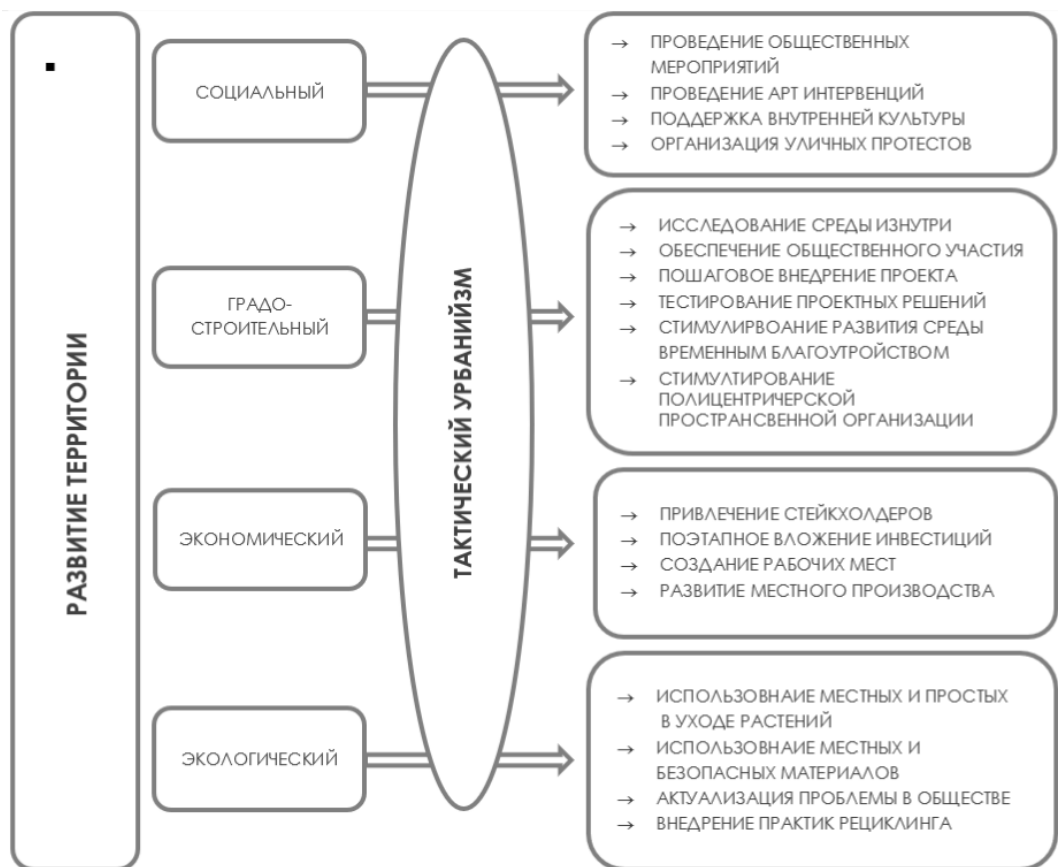 РАЗВИТИЕ ТЕРРИТОРИИ
СОЦИАЛЬНЫЙ
ГРАДО-
СТРОИТЕЛЬНЫЙ
ЭКОНОМИЧЕСКИЙ
ЭКОЛОГИЧЕСКИЙ
ТАКТИЧЕСКИЙ УРБАНИЙЗМ
→ ПРОВЕДЕНИЕ ОБЩЕСТВЕННЫХ
МЕРОПРИЯТИЙ
→ ПРОВЕДЕНИЕ АРТ ИНТЕРВЕНЦИЙ
→ ПОДДЕРЖКА ВНУТРЕННЕЙ КУЛЬТУРЫ
→ ОРГАНИЗАЦИЯ УЛИЧНЫХ ПРОТЕСТОВ
→ ИССЛЕДОВАНИЕ СРЕДЫ ИЗНУТРИ
→ ОБЕСПЕЧЕНИЕ ОБЩЕСТВЕННОГО УЧАСТИЯ
→ ПОШАГОВОЕ ВНЕДРЕНИЕ ПРОЕКТА
→ ТЕСТИРОВАНИЕ ПРОЕКТНЫХ РЕШЕНИЙ
→ СТИМУЛИРВОАНИЕ РАЗВИТИЯ СРЕДЫ
ВРЕМЕННЫМ БЛАГОУТРОЙСТВОМ
→ СТИМУЛТИРОВАНИЕ
ПОЛИЦЕНТРИЧЕРСКОЙ
ПРОСТРАНСВЕННОЙ ОРГАНИЗАЦИИ
→ ПРИВЛЕЧЕНИЕ СТЕЙКХОЛДЕРОВ
→ ПОЭТАПНОЕ ВЛОЖЕНИЕ ИНВЕСТИЦИЙ
→ СОЗДАНИЕ РАБОЧИХ МЕСТ
→ РАЗВИТИЕ МЕСТНОГО ПРОИЗВОДСТВА
→ ИСПОЛЬЗОВНАИЕ МЕСТНЫХ И ПРОСТЫХ
В УХОДЕ РАСТЕНИЙ
→ ИСПОЛЬЗОВНАИЕ МЕСТНЫХ И
БЕЗОПАСНЫХ МАТЕРИАЛОВ
→ АКТУАЛИЗАЦИЯ ПРОБЛЕМЫ В ОБЩЕСТВЕ
→ ВНЕДРЕНИЕ ПРАКТИК РЕЦИКЛИНГА